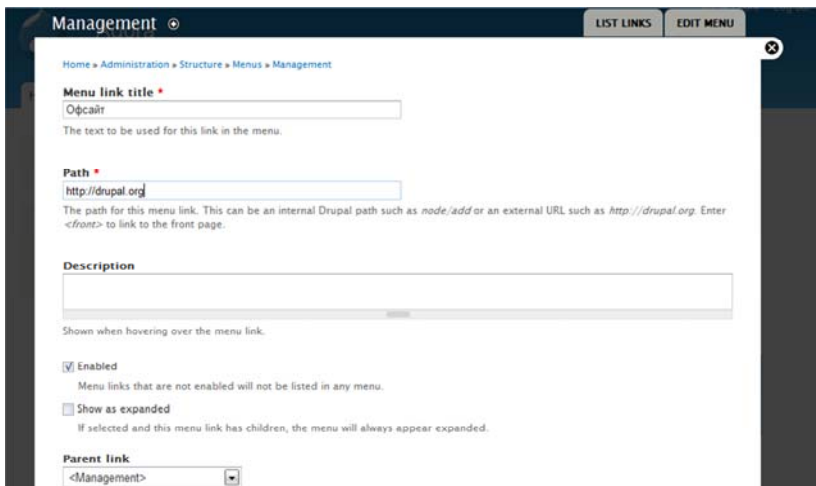 Management
LIST LINKS
EDIT MENU
Home » Administration » Structure » Menus » Management
Menu link title *
Офсайт
The text to be used for this link in the menu.
Path *
http://drupal.org
The path for this menu link. This can be an internal Drupal path such as node/add or an external URL such as http://drupal.org. Enter
<front> to link to the front page.
Description
Shown when hovering over the menu link.
Enabled
Menu links that are not enabled will not be listed in any menu.
Show as expanded
If selected and this menu link has children, the menu will always appear expanded.
Parent link
<Management>